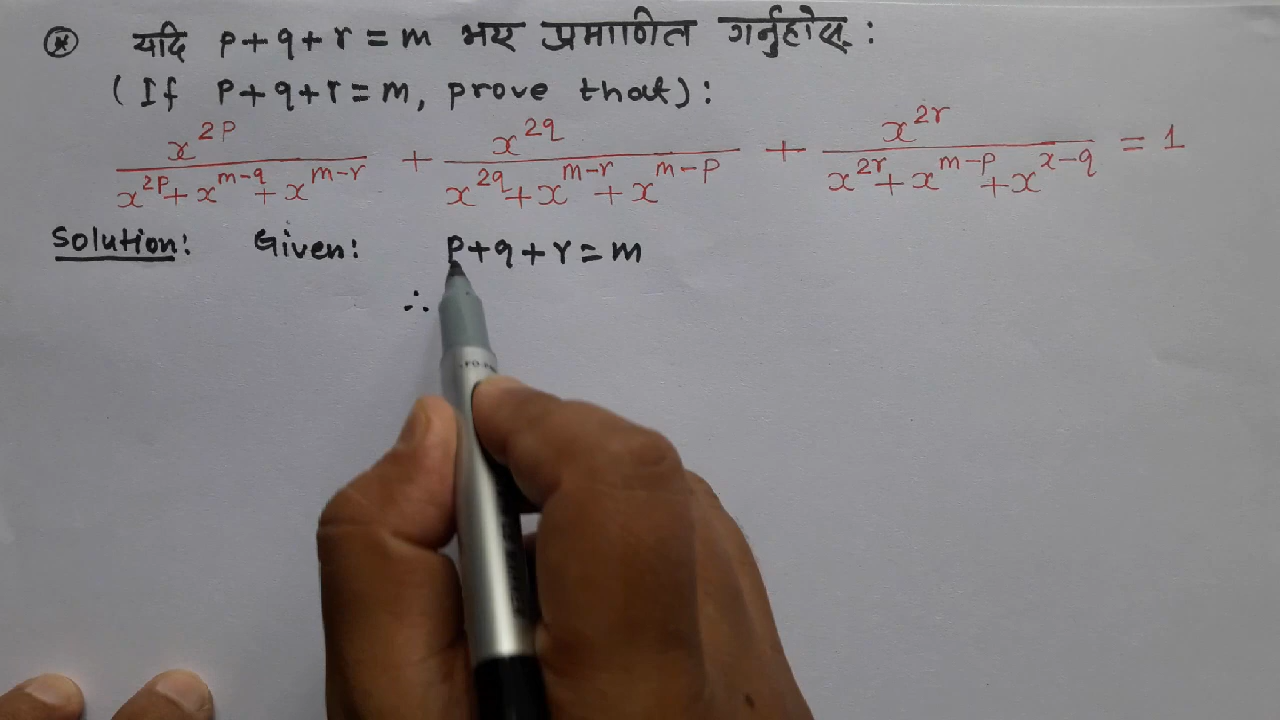 ⊛ यदि p+q+r=m भए प्रमाणित गर्नुहोस् :
(If p+q+r=m, prove that):
x^2p/(x^2p+x^m-q+x^m-r) + x^2q/(x^2q+x^m-r+x^m-p) + x^2r/(x^2r+x^m-p+x^x-q) = 1
Solution: Given: p+q+r=m
∴